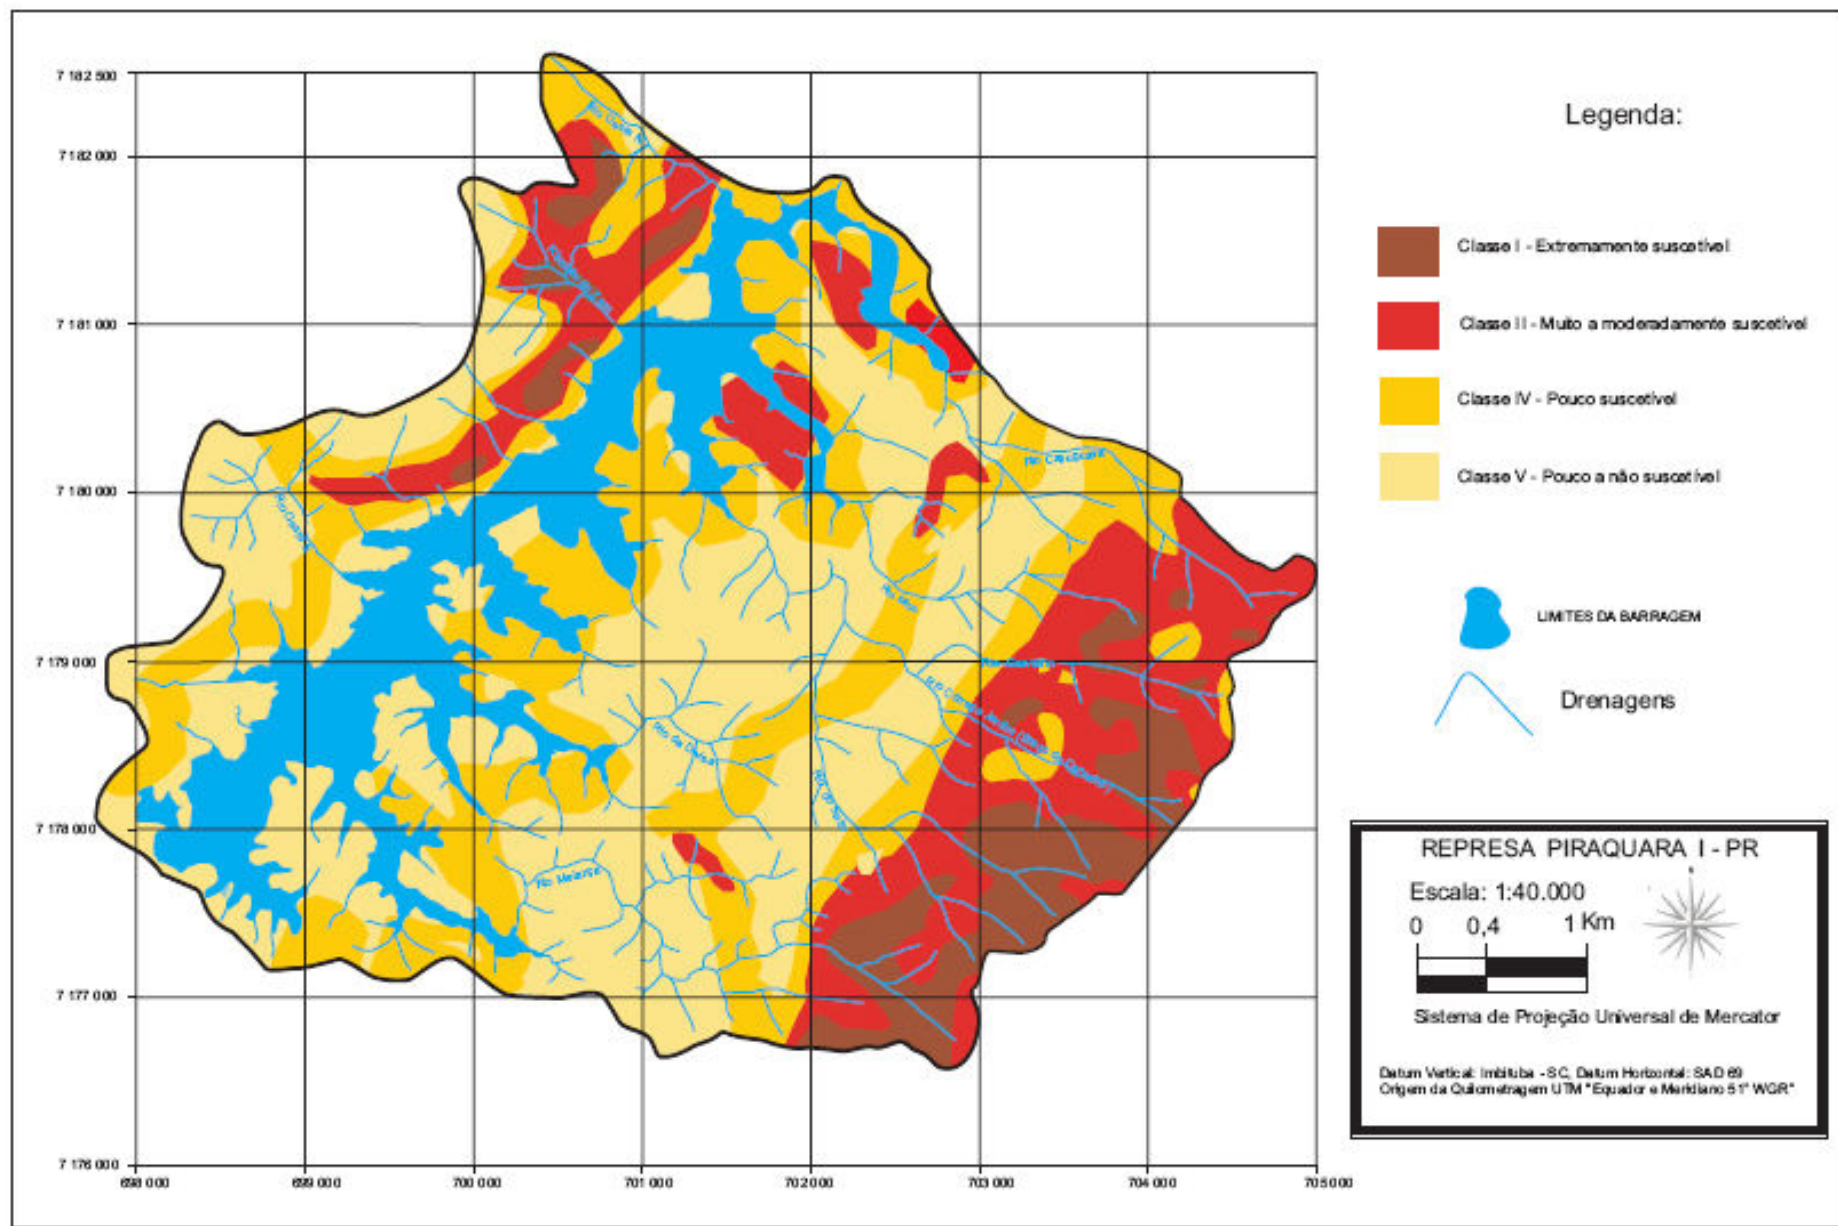 7 182 500
7 182 000
7 181 000
7 180 000
7 179 000
7 178 000
7 177 000
7 176 000
698 000
699 000
700 000
701 000
702 000
703 000
704 000
705 000
Rio Carvalho
Rio do
Legenda:
Classe I - Extremamente suscetível
Classe II - Muito a moderadamente suscetível
Classe IV - Pouco suscetível
Classe V - Pouco a não suscetível
LIMITES DA BARRAGEM
Drenagens
REPRESA PIRAQUARA I - PR
Escala: 1:40.000
0 0,4 1 Km
Sistema de Projeção Universal de Mercator
Datum Vertical: Imbituba - SC, Datum Horizontal: SAD 69
Origem da Quilometragem UTM "Equador e Meridiano 51° WGR"